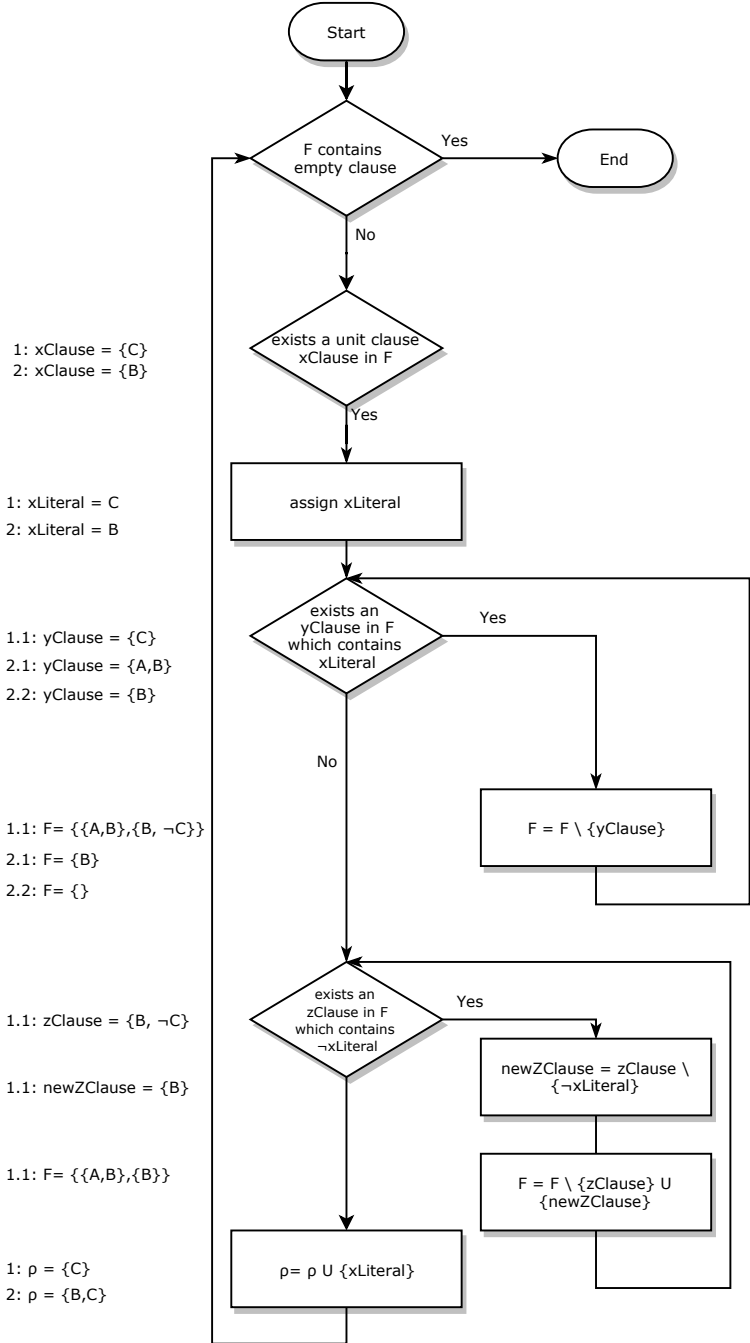 Start
F contains
empty clause
Yes
End
No
exists a unit clause
xClause in F
1: xClause = {C}
2: xClause = {B}
Yes
assign xLiteral
1: xLiteral = C
2: xLiteral = B
exists an
yClause in F
which contains
xLiteral
Yes
1.1: yClause = {C}
2.1: yClause = {A,B}
2.2: yClause = {B}
No
F = F \ {yClause}
1.1: F= {{A,B},{B, ¬C}}
2.1: F= {B}
2.2: F= {}
exists an
zClause in F
which contains
¬xLiteral
Yes
1.1: zClause = {B, ¬C}
newZClause = zClause \
{¬xLiteral}
1.1: newZClause = {B}
F = F \ {zClause} U
{newZClause}
1.1: F= {{A,B},{B}}
ρ= ρ U {xLiteral}
1: ρ = {C}
2: ρ = {B,C}